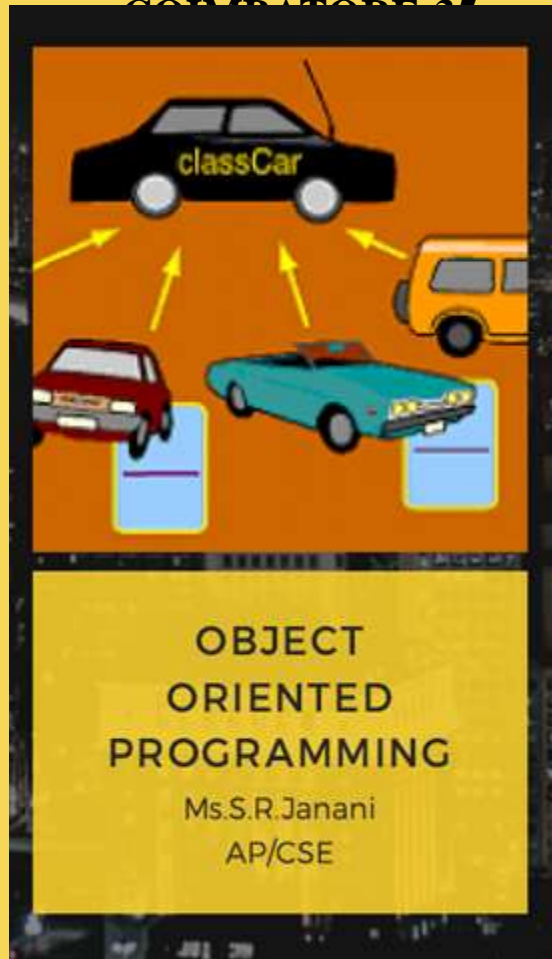 classCar
OBJECT
ORIENTED
PROGRAMMING
Ms.S.R.Janani
AP/CSE